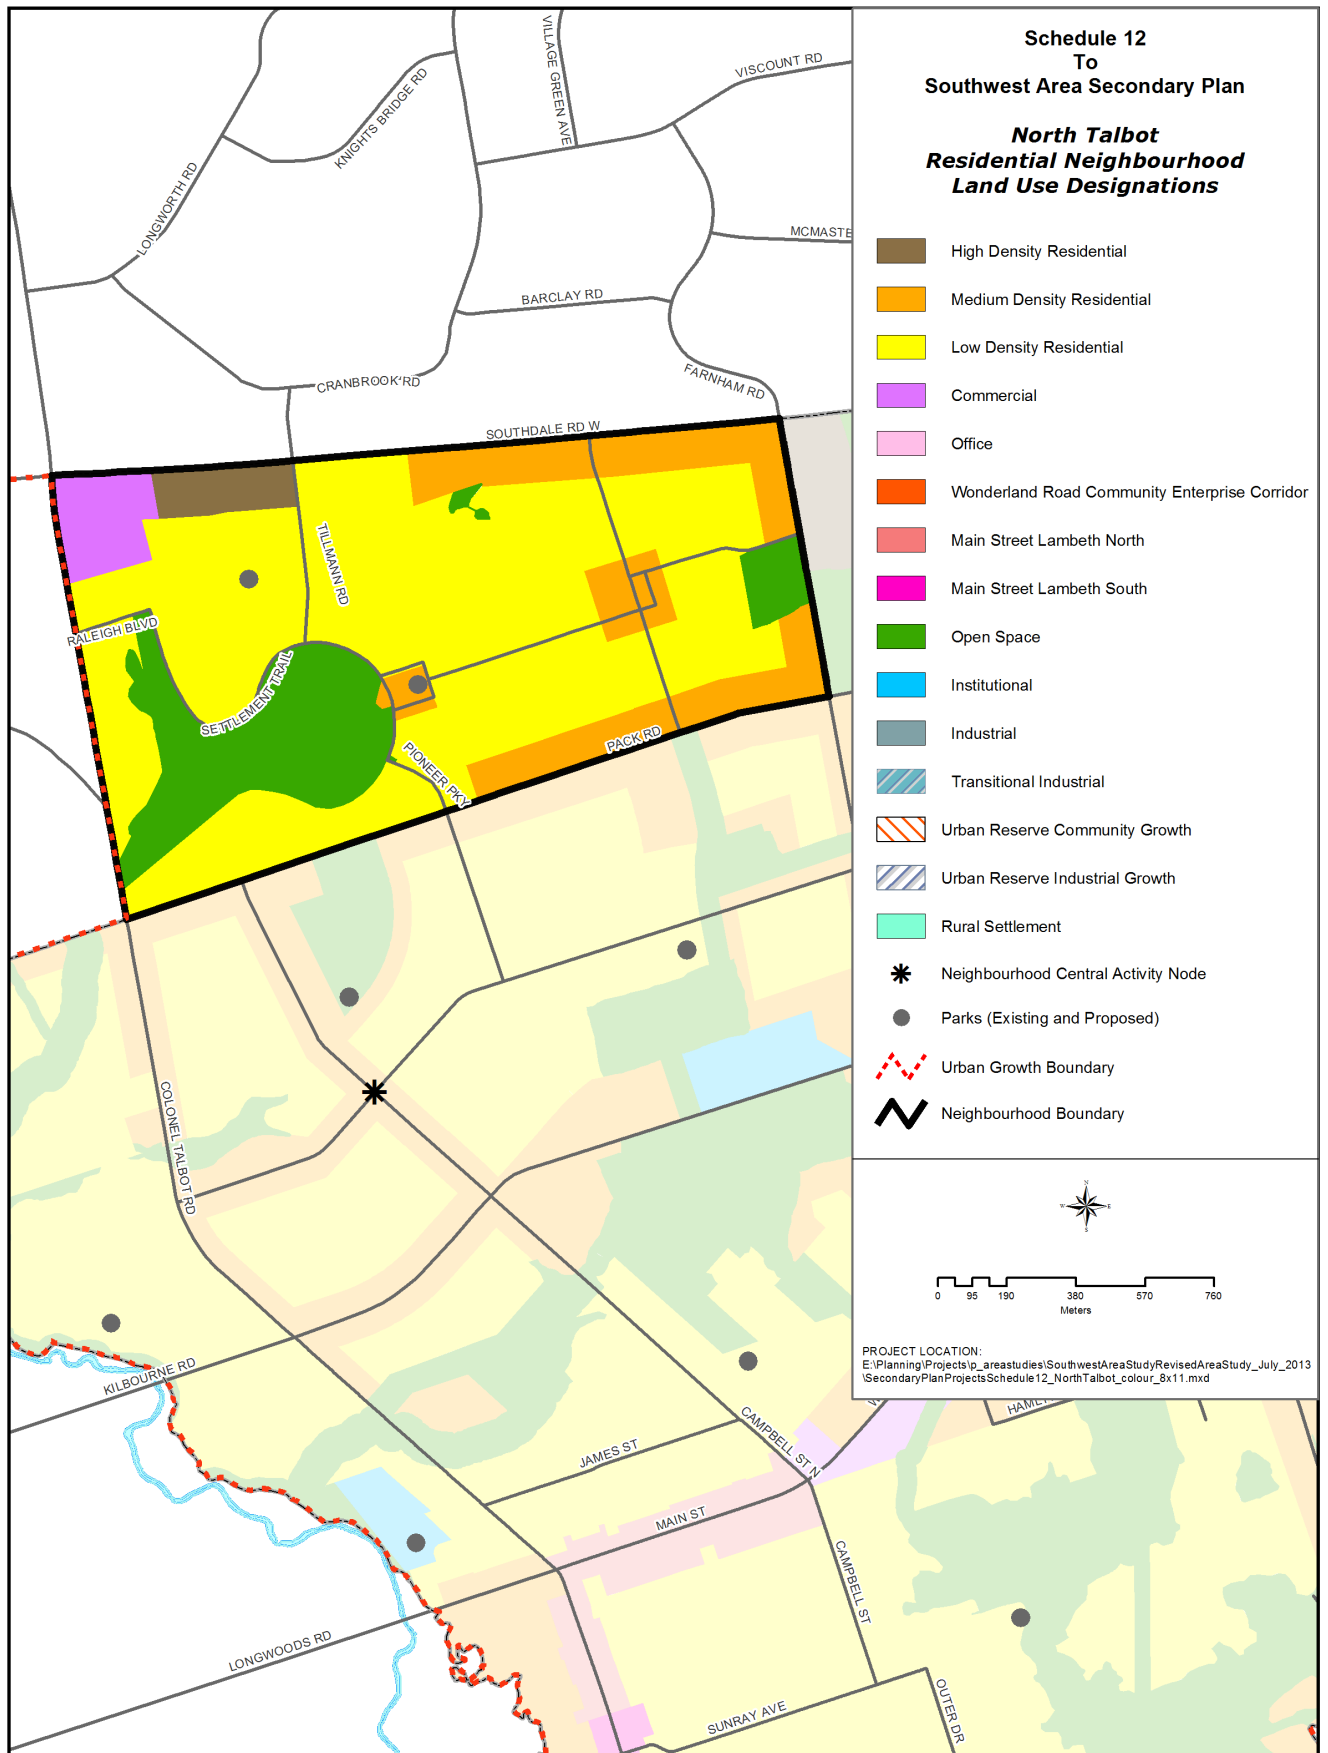 Schedule 12
To
Southwest Area Secondary Plan
North Talbot
Residential Neighbourhood
Land Use Designations
High Density Residential
Medium Density Residential
Low Density Residential
Commercial
Office
Wonderland Road Community Enterprise Corridor
Main Street Lambeth North
Main Street Lambeth South
Open Space
Institutional
Industrial
Transitional Industrial
Urban Reserve Community Growth
Urban Reserve Industrial Growth
Rural Settlement
Neighbourhood Central Activity Node
Parks (Existing and Proposed)
Urban Growth Boundary
Neighbourhood Boundary
N
W
E
S
0 95 190 380 570 760
Meters
PROJECT LOCATION:
E:\Planning\Projects\p_areastudies\SouthwestAreaStudyRevisedAreaStudy_July_2013
\SecondaryPlanProjectsSchedule12_NorthTalbot_colour_8x11.mxd
VILLAGE GREEN AVE
VISCOUNT RD
KNIGHTS BRIDGE RD
LONGWORTH RD
MCMASTE
BARCLAY RD
CRANBROOK RD
FARNHAM RD
SOUTHDALE RD W
TILLMANN RD
RALEIGH BLVD
SETTLEMENT TRAIL
PIONEER PKY
PACK RD
COLONEL TALBOT RD
KILBOURNE RD
CAMPBELL ST N
JAMES ST
MAIN ST
CAMPBELL ST
LONGWOODS RD
SUNRAY AVE
OUTER DR